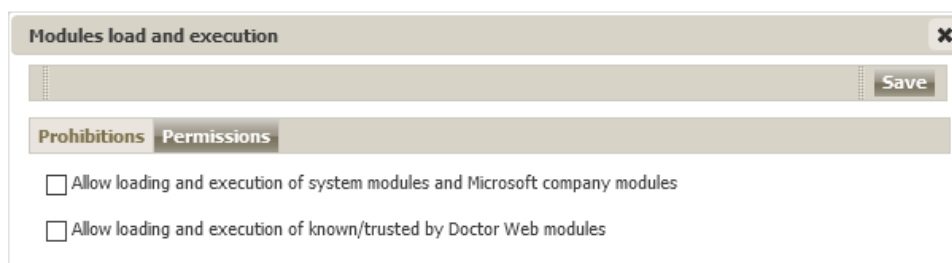 Modules load and execution
Save
Prohibitions Permissions
Allow loading and execution of system modules and Microsoft company modules
Allow loading and execution of known/trusted by Doctor Web modules